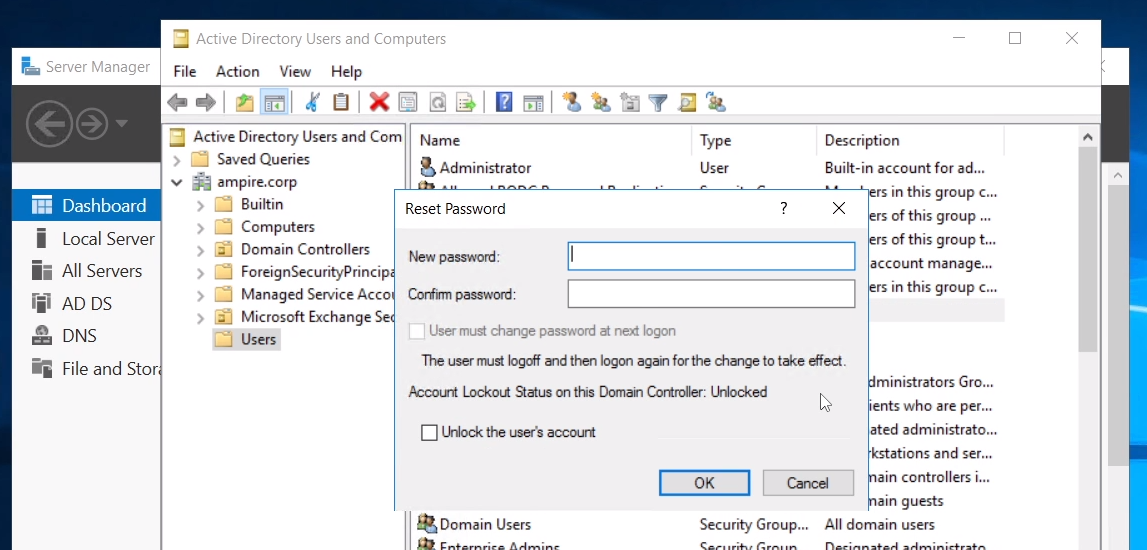 Active Directory Users and Computers
Server Manager
File Action View Help
Active Directory Users and Com
Saved Queries
ampire.corp
Builtin
Computers
Domain Controllers
ForeignSecurityPrincipa
Managed Service Accou
Microsoft Exchange Sec
Users
Dashboard
Local Server
All Servers
AD DS
DNS
File and Stora
Name Type Description
Administrator User Built-in account for ad...
Members in this group c...
ers of this group ...
ers of this group t...
account manage...
ers in this group c...
dministrators Gro...
ients who are per...
ated administrato...
rkstations and ser...
main controllers i...
main guests
Domain Users Security Group... All domain users
Enterprise Admins Security Group Designated administrato
Reset Password
?
New password:
Confirm password:
User must change password at next logon
The user must logoff and then logon again for the change to take effect.
Account Lockout Status on this Domain Controller: Unlocked
Unlock the user's account
OK Cancel